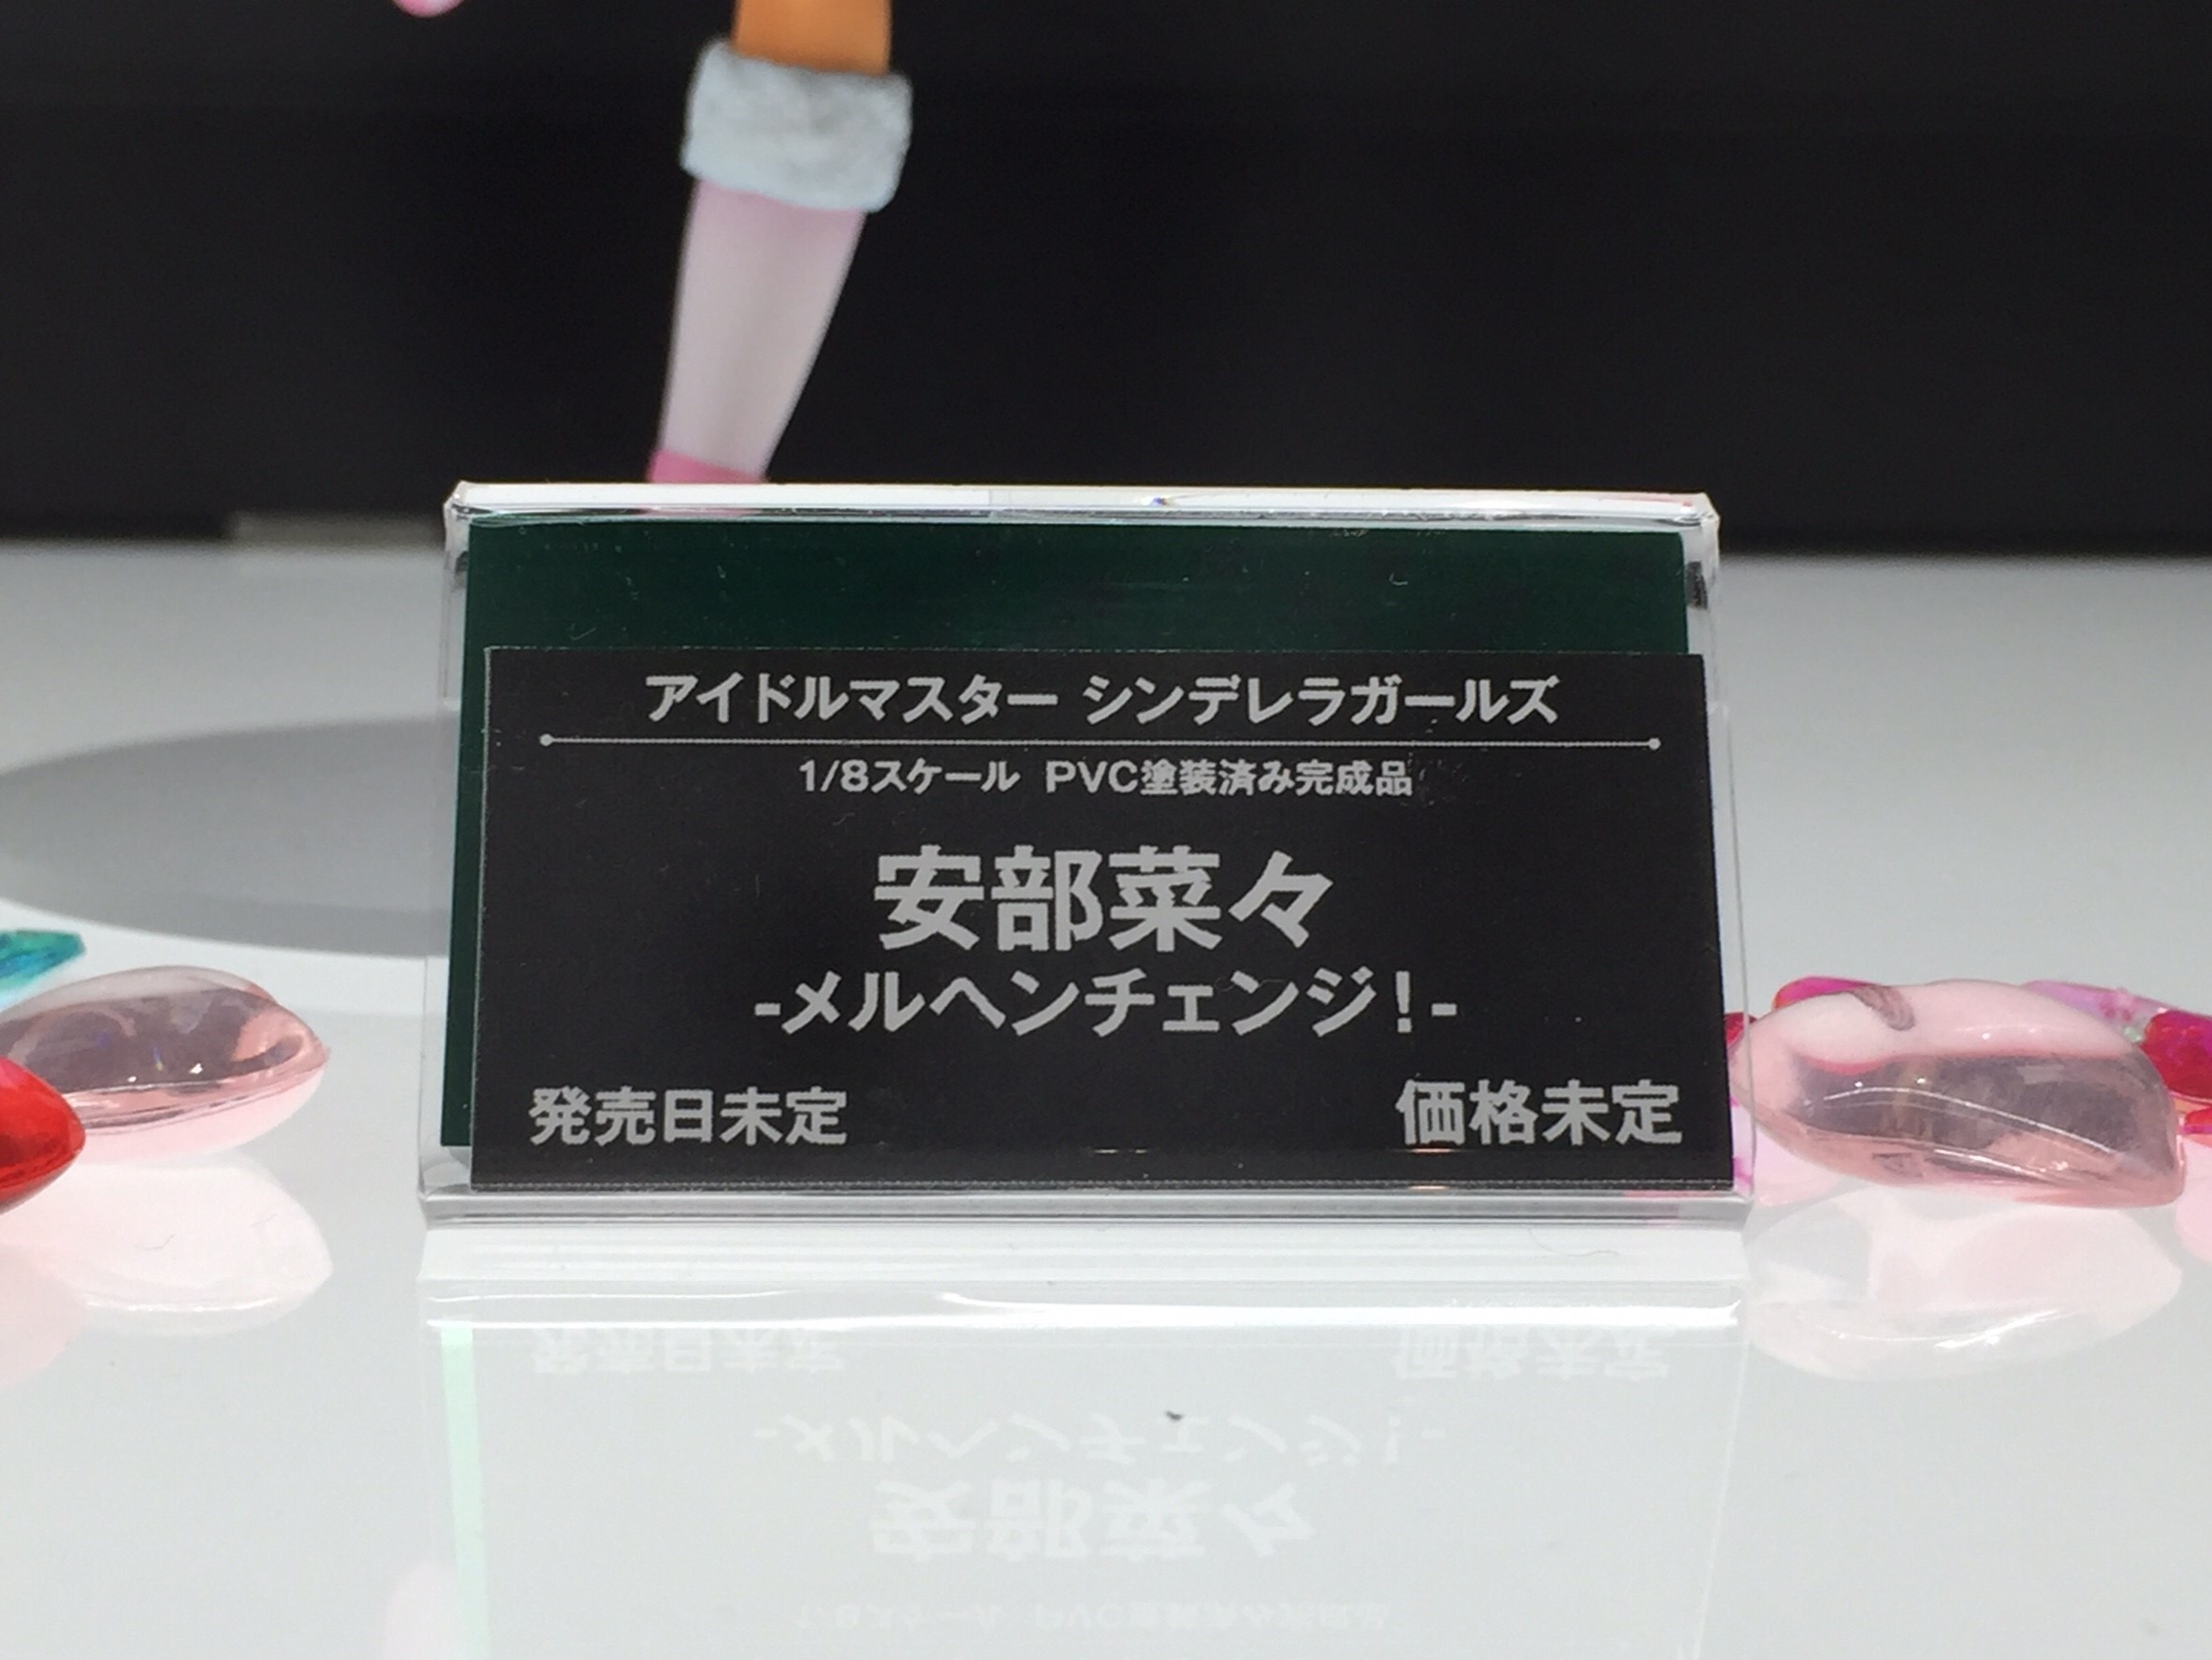 アイドルマスター シンデレラガールズ
1/8スケール PVC塗装済み完成品
安部菜々
-メルヘンチェンジ！-
発売日未定 価格未定